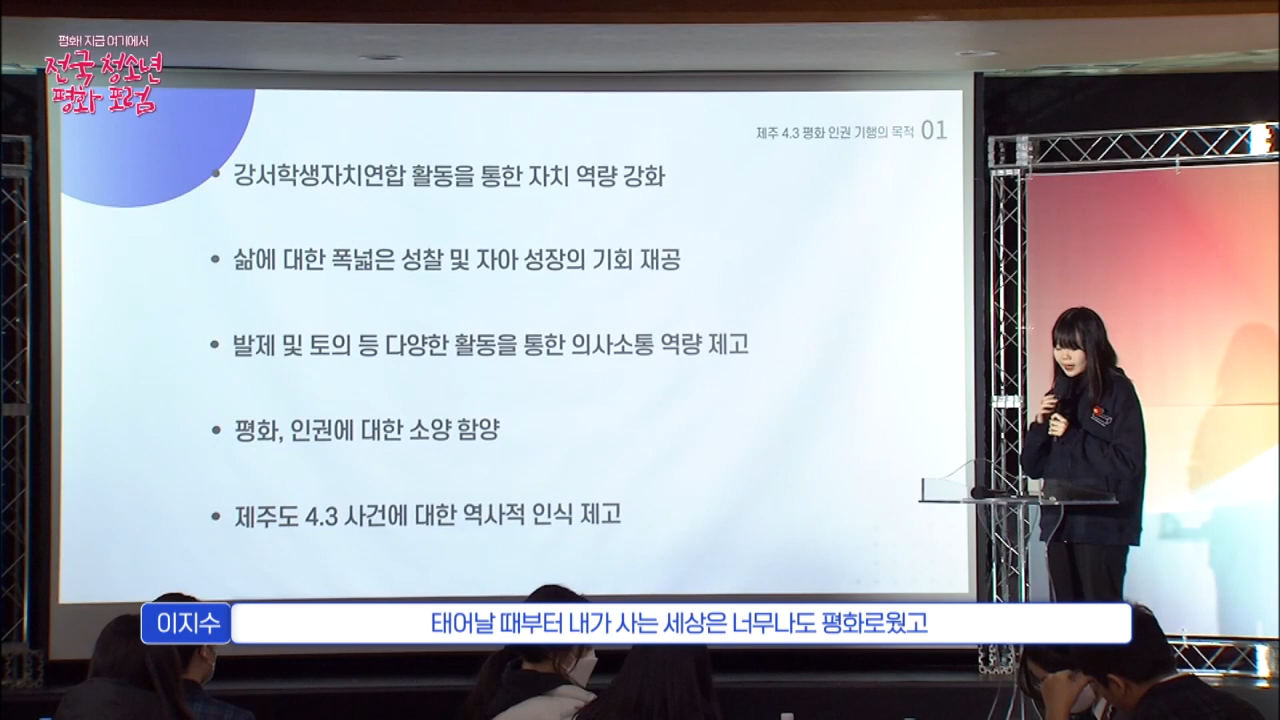 평화! 지금 여기에서
전국 청소년
평화 포럼
제주 4.3 평화 인권 기행의 목적 01
• 강서학생자치연합 활동을 통한 자치 역량 강화
• 삶에 대한 폭넓은 성찰 및 자아 성장의 기회 재공
• 발제 및 토의 등 다양한 활동을 통한 의사소통 역량 제고
• 평화, 인권에 대한 소양 함양
• 제주도 4.3 사건에 대한 역사적 인식 제고
이지수 태어날 때부터 내가 사는 세상은 너무나도 평화로웠고